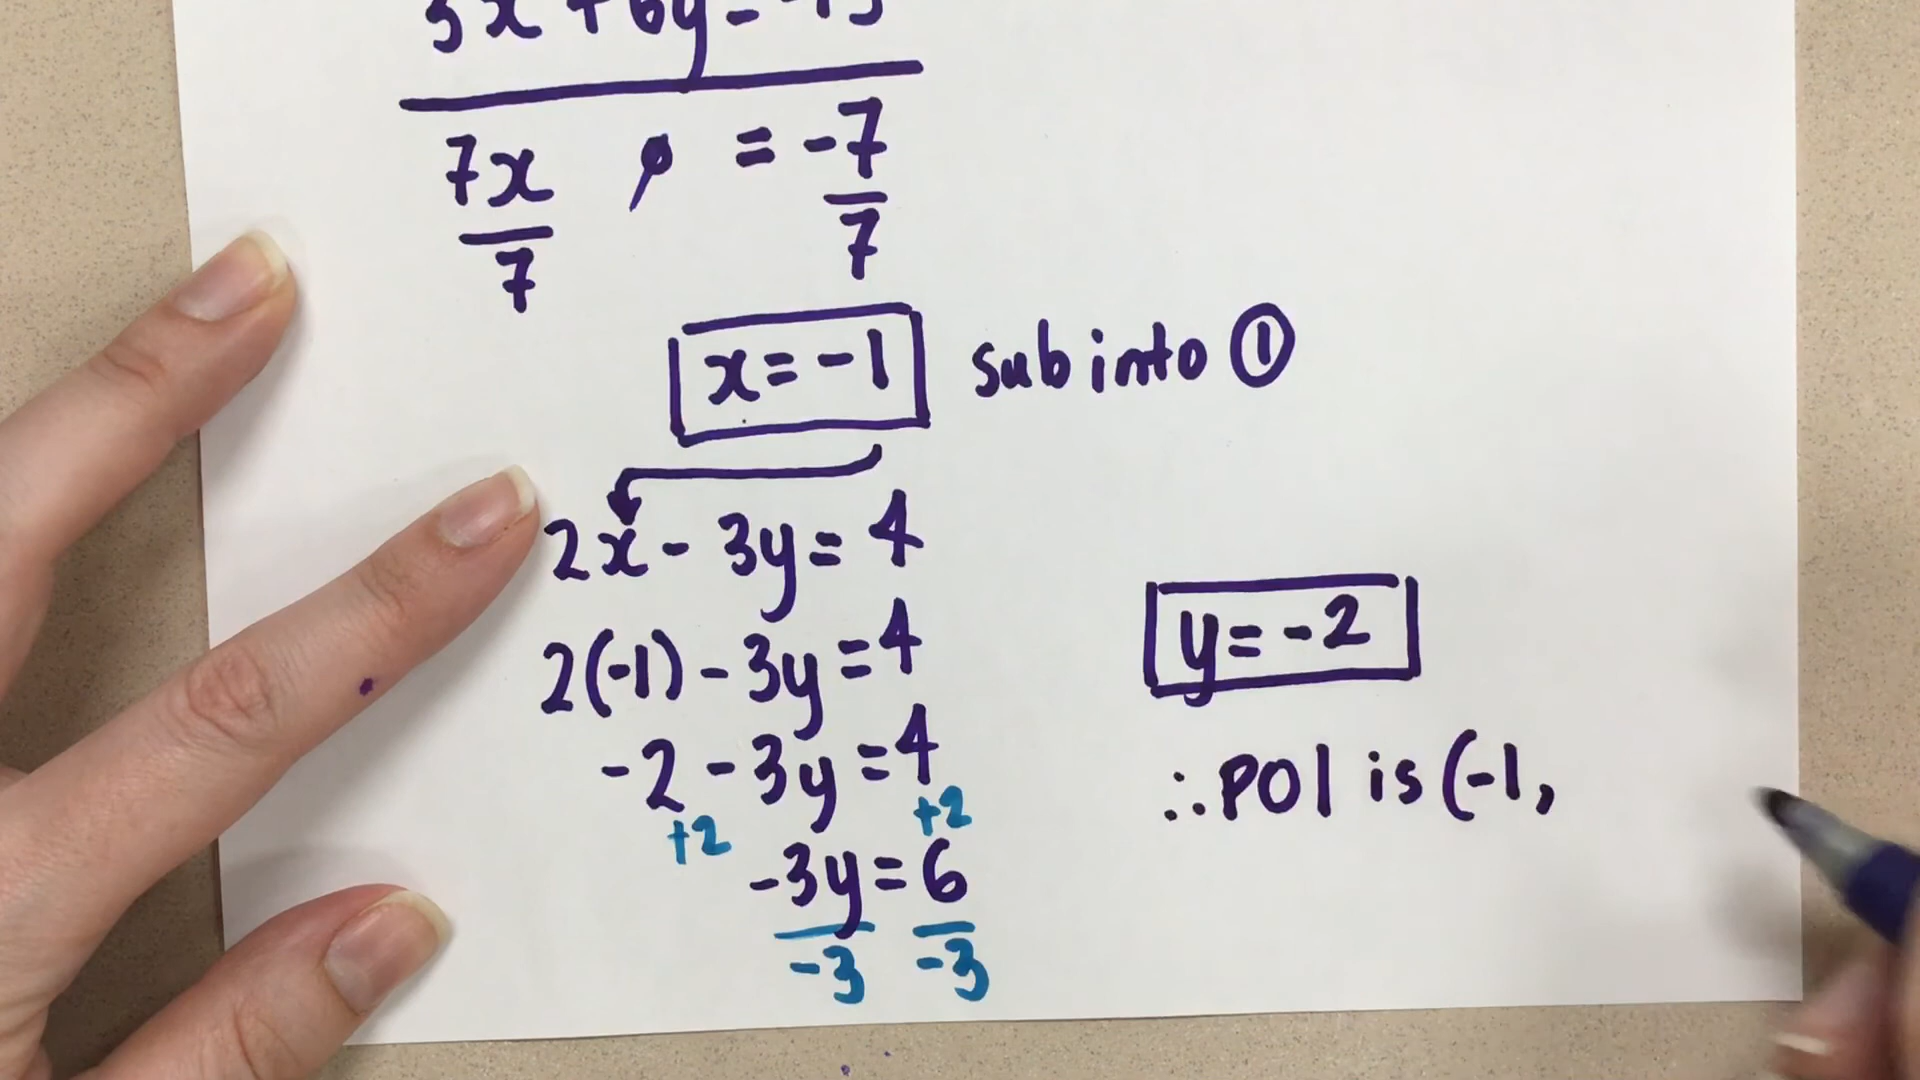 7x ø = -7
7 7
x = -1 sub into ①
2x - 3y = 4
2(-1) - 3y = 4
-2 - 3y = 4
+2 +2
-3y = 6
-3 -3
y = -2
∴ POI is (-1,